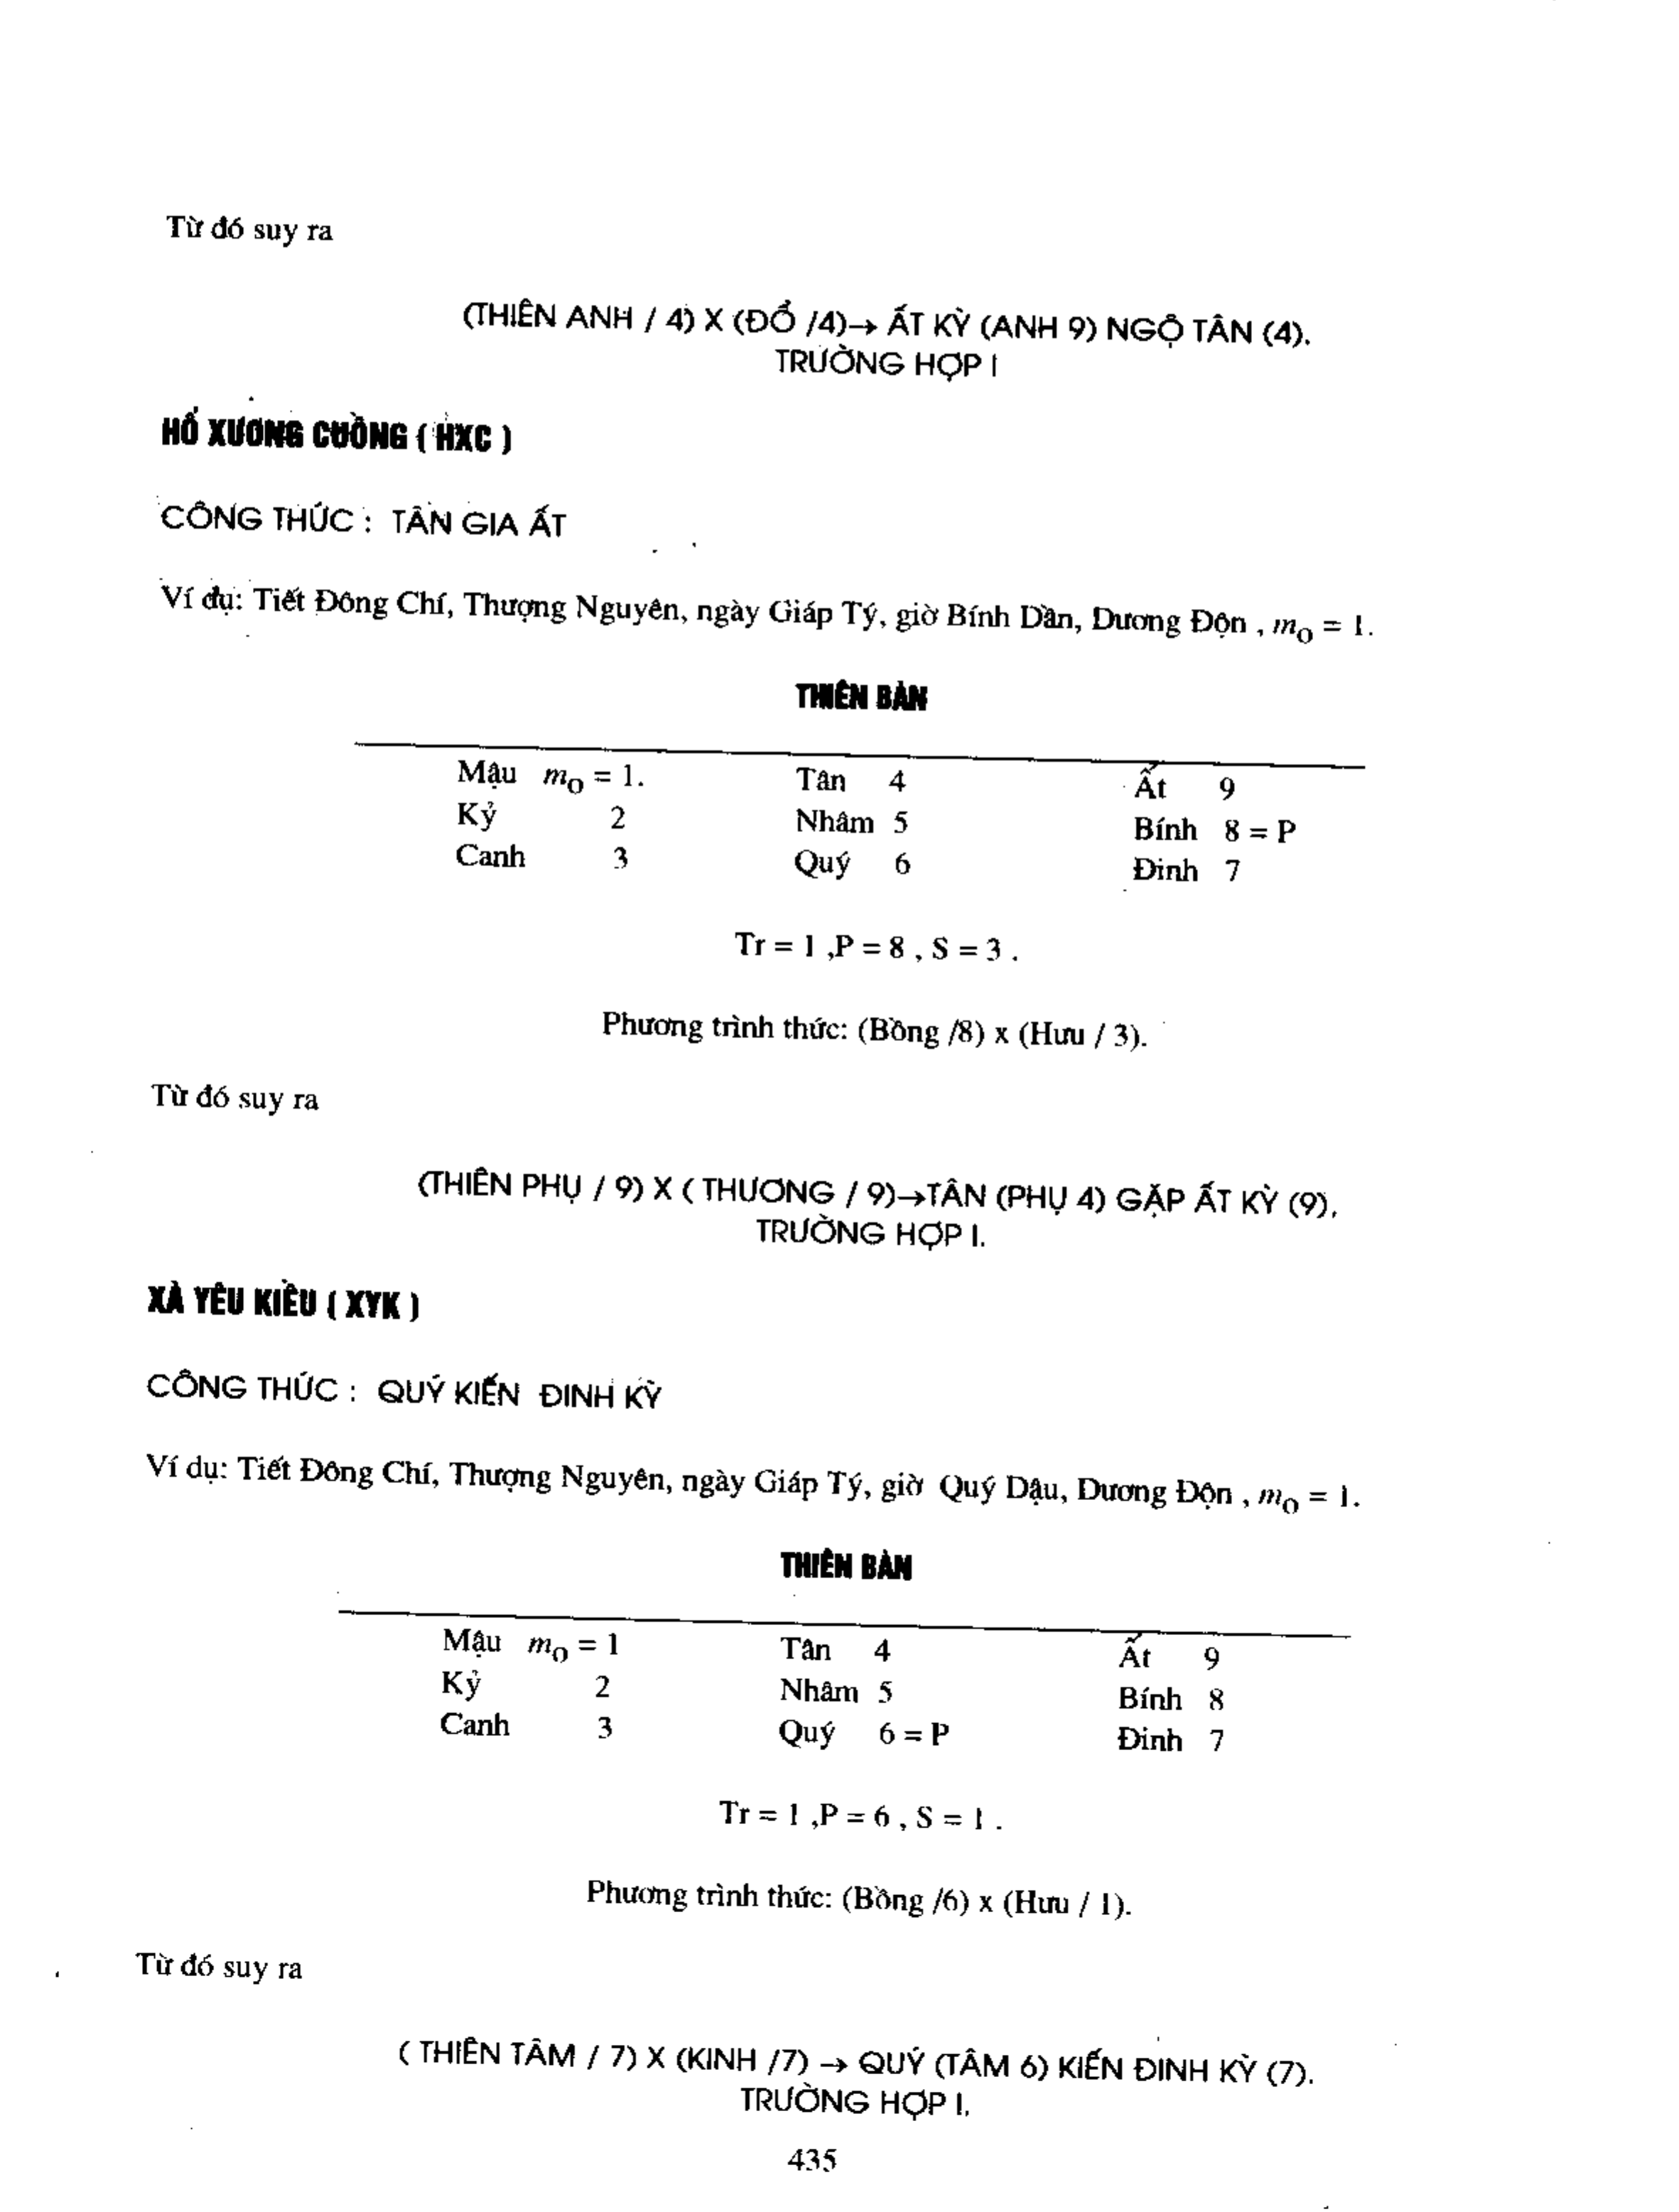 Từ đó suy ra
(THIÊN ANH / 4) X (ĐỔ /4)→ ẤT KỲ (ANH 9) NGỘ TÂN (4).
TRƯỜNG HỢP I
HỔ XƯƠNG CUỒNG ( HXC )
CÔNG THỨC : TÂN GIA ẤT
Ví dụ: Tiết Đông Chí, Thượng Nguyên, ngày Giáp Tý, giờ Bính Dần, Dương Độn , m₀ = 1.
THIÊN BÀN
Mậu m₀ = 1. Tân 4 Ất 9
Kỷ 2 Nhâm 5 Bính 8 = P
Canh 3 Quý 6 Đinh 7
Tr = 1 ,P = 8 , S = 3 .
Phương trình thức: (Bồng /8) x (Hưu / 3).
Từ đó suy ra
(THIÊN PHỤ / 9) X ( THƯƠNG / 9)→TÂN (PHỤ 4) GẶP ẤT KỲ (9),
TRƯỜNG HỢP I.
XÀ YÊU KIỀU ( XYK )
CÔNG THỨC : QUÝ KIẾN ĐINH KỲ
Ví dụ: Tiết Đông Chí, Thượng Nguyên, ngày Giáp Tý, giờ Quý Dậu, Dương Độn , m₀ = 1.
THIÊN BÀN
Mậu m₀ = 1 Tân 4 Ất 9
Kỷ 2 Nhâm 5 Bính 8
Canh 3 Quý 6 = P Đinh 7
Tr = 1 ,P = 6 , S = 1 .
Phương trình thức: (Bồng /6) x (Hưu / 1).
Từ đó suy ra
( THIÊN TÂM / 7) X (KINH /7) → QUÝ (TÂM 6) KIẾN ĐINH KỲ (7).
TRƯỜNG HỢP I.
435